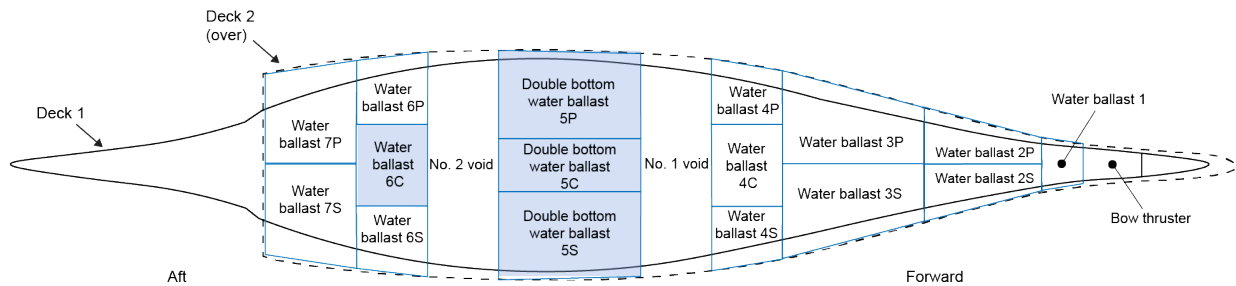 Deck 2
(over)
Deck 1
Water
ballast 7P
Water
ballast 7S
Water
ballast 6P
Water
ballast
6C
Water
ballast 6S
No. 2 void
Double bottom
water ballast
5P
Double bottom
water ballast
5C
Double bottom
water ballast
5S
No. 1 void
Water
ballast 4P
Water
ballast
4C
Water
ballast 4S
Water ballast 3P
Water ballast 3S
Water ballast 2P
Water ballast 2S
Water ballast 1
Bow thruster
Aft
Forward